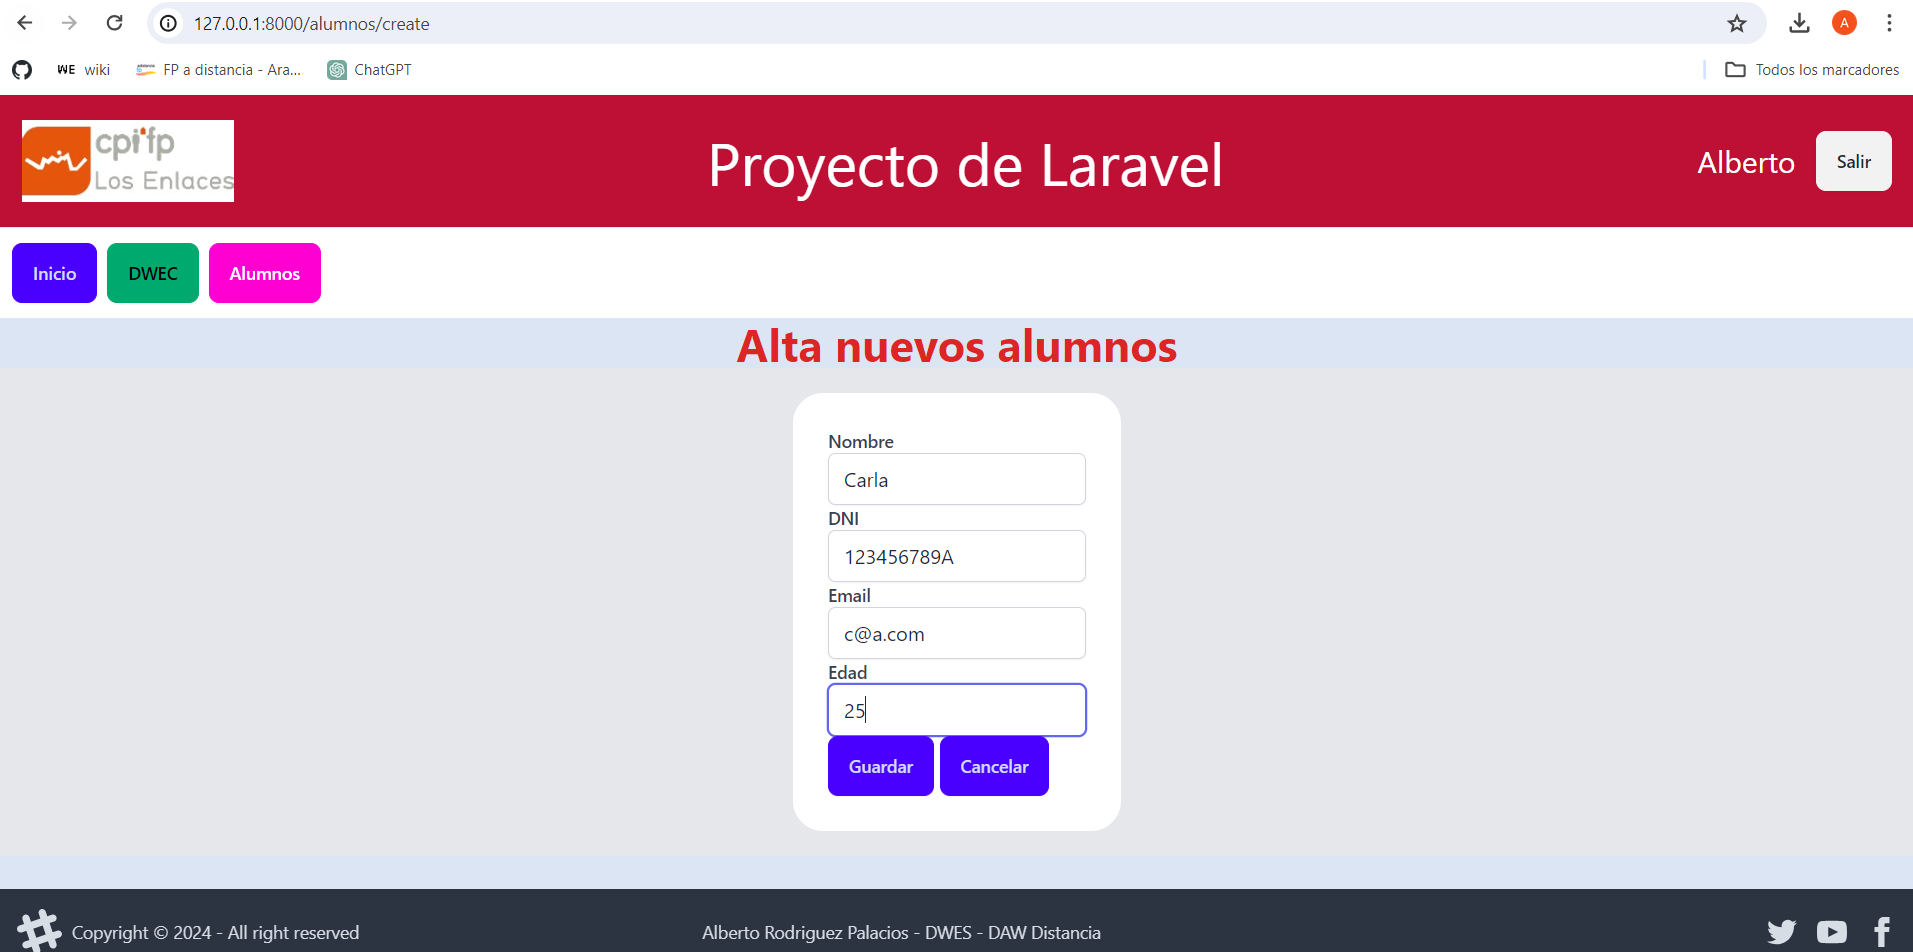 127.0.0.1:8000/alumnos/create
WE wiki FP a distancia - Ara... ChatGPT Todos los marcadores
A
cpifp
Los Enlaces
Proyecto de Laravel
Alberto Salir
Inicio DWEC Alumnos
Alta nuevos alumnos
Nombre
Carla
DNI
123456789A
Email
c@a.com
Edad
25
Guardar Cancelar
Copyright © 2024 - All right reserved
Alberto Rodriguez Palacios - DWES - DAW Distancia